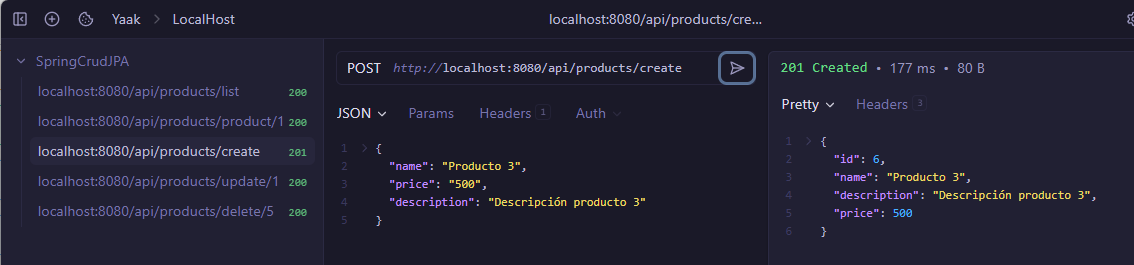 Yaak > LocalHost
localhost:8080/api/products/cre...
SpringCrudJPA
localhost:8080/api/products/list 200
localhost:8080/api/products/product/1 200
localhost:8080/api/products/create 201
localhost:8080/api/products/update/1 200
localhost:8080/api/products/delete/5 200
POST http://localhost:8080/api/products/create
JSON Params Headers 1 Auth
1 > {
2 "name": "Producto 3",
3 "price": "500",
4 "description": "Descripción producto 3"
5 }
201 Created • 177 ms • 80 B
Pretty Headers 3
1 > {
2 "id": 6,
3 "name": "Producto 3",
4 "description": "Descripción producto 3",
5 "price": 500
6 }